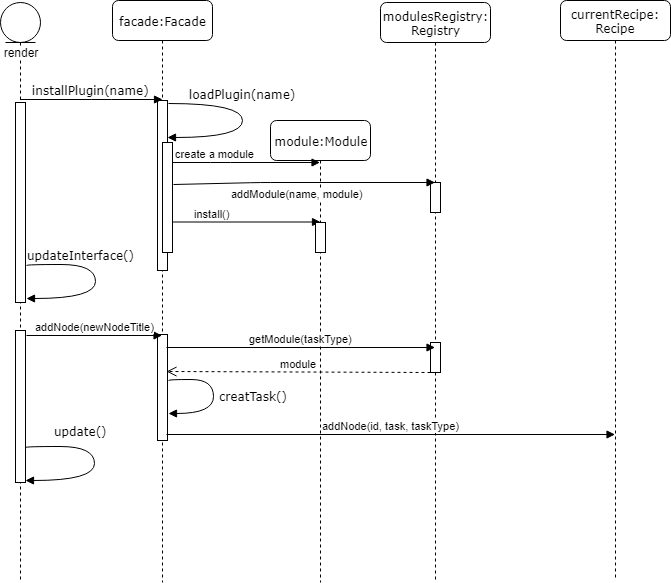 render
facade:Facade
modulesRegistry:
Registry
currentRecipe:
Recipe
installPlugin(name)
loadPlugin(name)
module:Module
create a module
addModule(name, module)
install()
updateInterface()
addNode(newNodeTitle)
getModule(taskType)
module
creatTask()
addNode(id, task, taskType)
update()